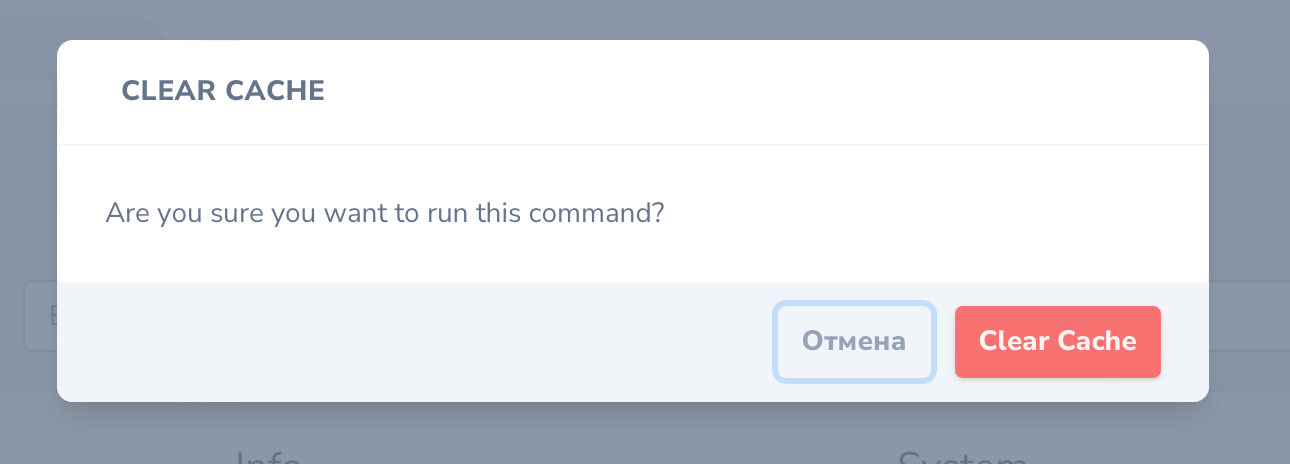 CLEAR CACHE
Are you sure you want to run this command?
Отмена
Clear Cache
Info
System